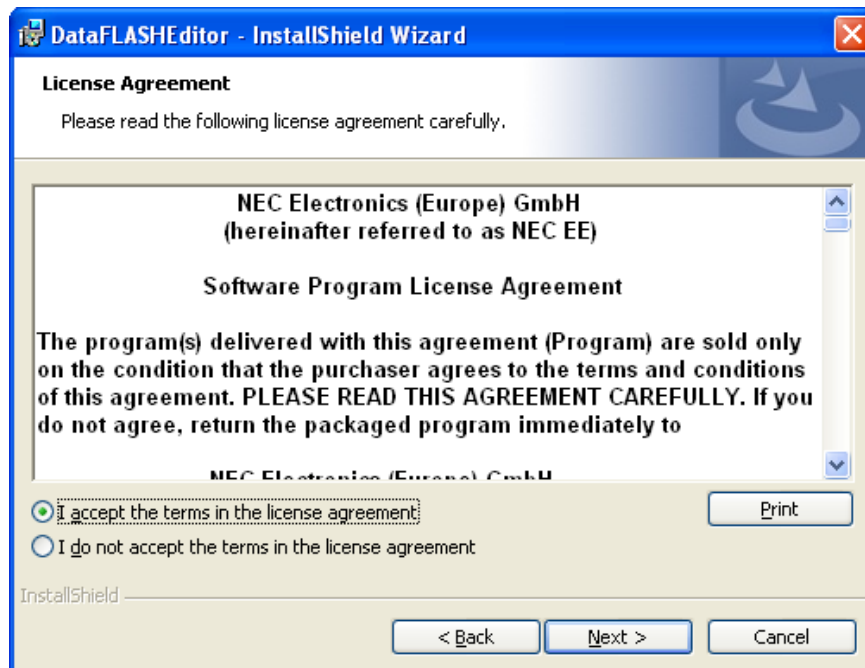 DataFLASHEditor - InstallShield Wizard
License Agreement
Please read the following license agreement carefully.
NEC Electronics (Europe) GmbH
(hereinafter referred to as NEC EE)
Software Program License Agreement
The program(s) delivered with this agreement (Program) are sold only
on the condition that the purchaser agrees to the terms and conditions
of this agreement. PLEASE READ THIS AGREEMENT CAREFULLY. If you
do not agree, return the packaged program immediately to
NEC Electronics (Europe) GmbH
I accept the terms in the license agreement
Print
I do not accept the terms in the license agreement
InstallShield
< Back
Next >
Cancel